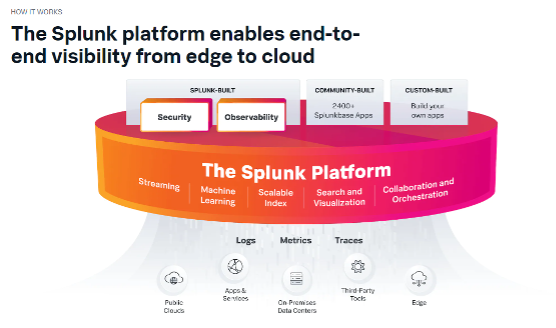 HOW IT WORKS
The Splunk platform enables end-to-
end visibility from edge to cloud
SPLUNK-BUILT
Security
Observability
COMMUNITY-BUILT
2400+
Splunkbase Apps
CUSTOM-BUILT
Build your
own apps
The Splunk Platform
Streaming
Machine
Learning
Scalable
Index
Search and
Visualization
Collaboration and
Orchestration
Logs
Metrics
Traces
Public
Clouds
Apps &
Services
On-Premises
Data Centers
Third-Party
Tools
Edge